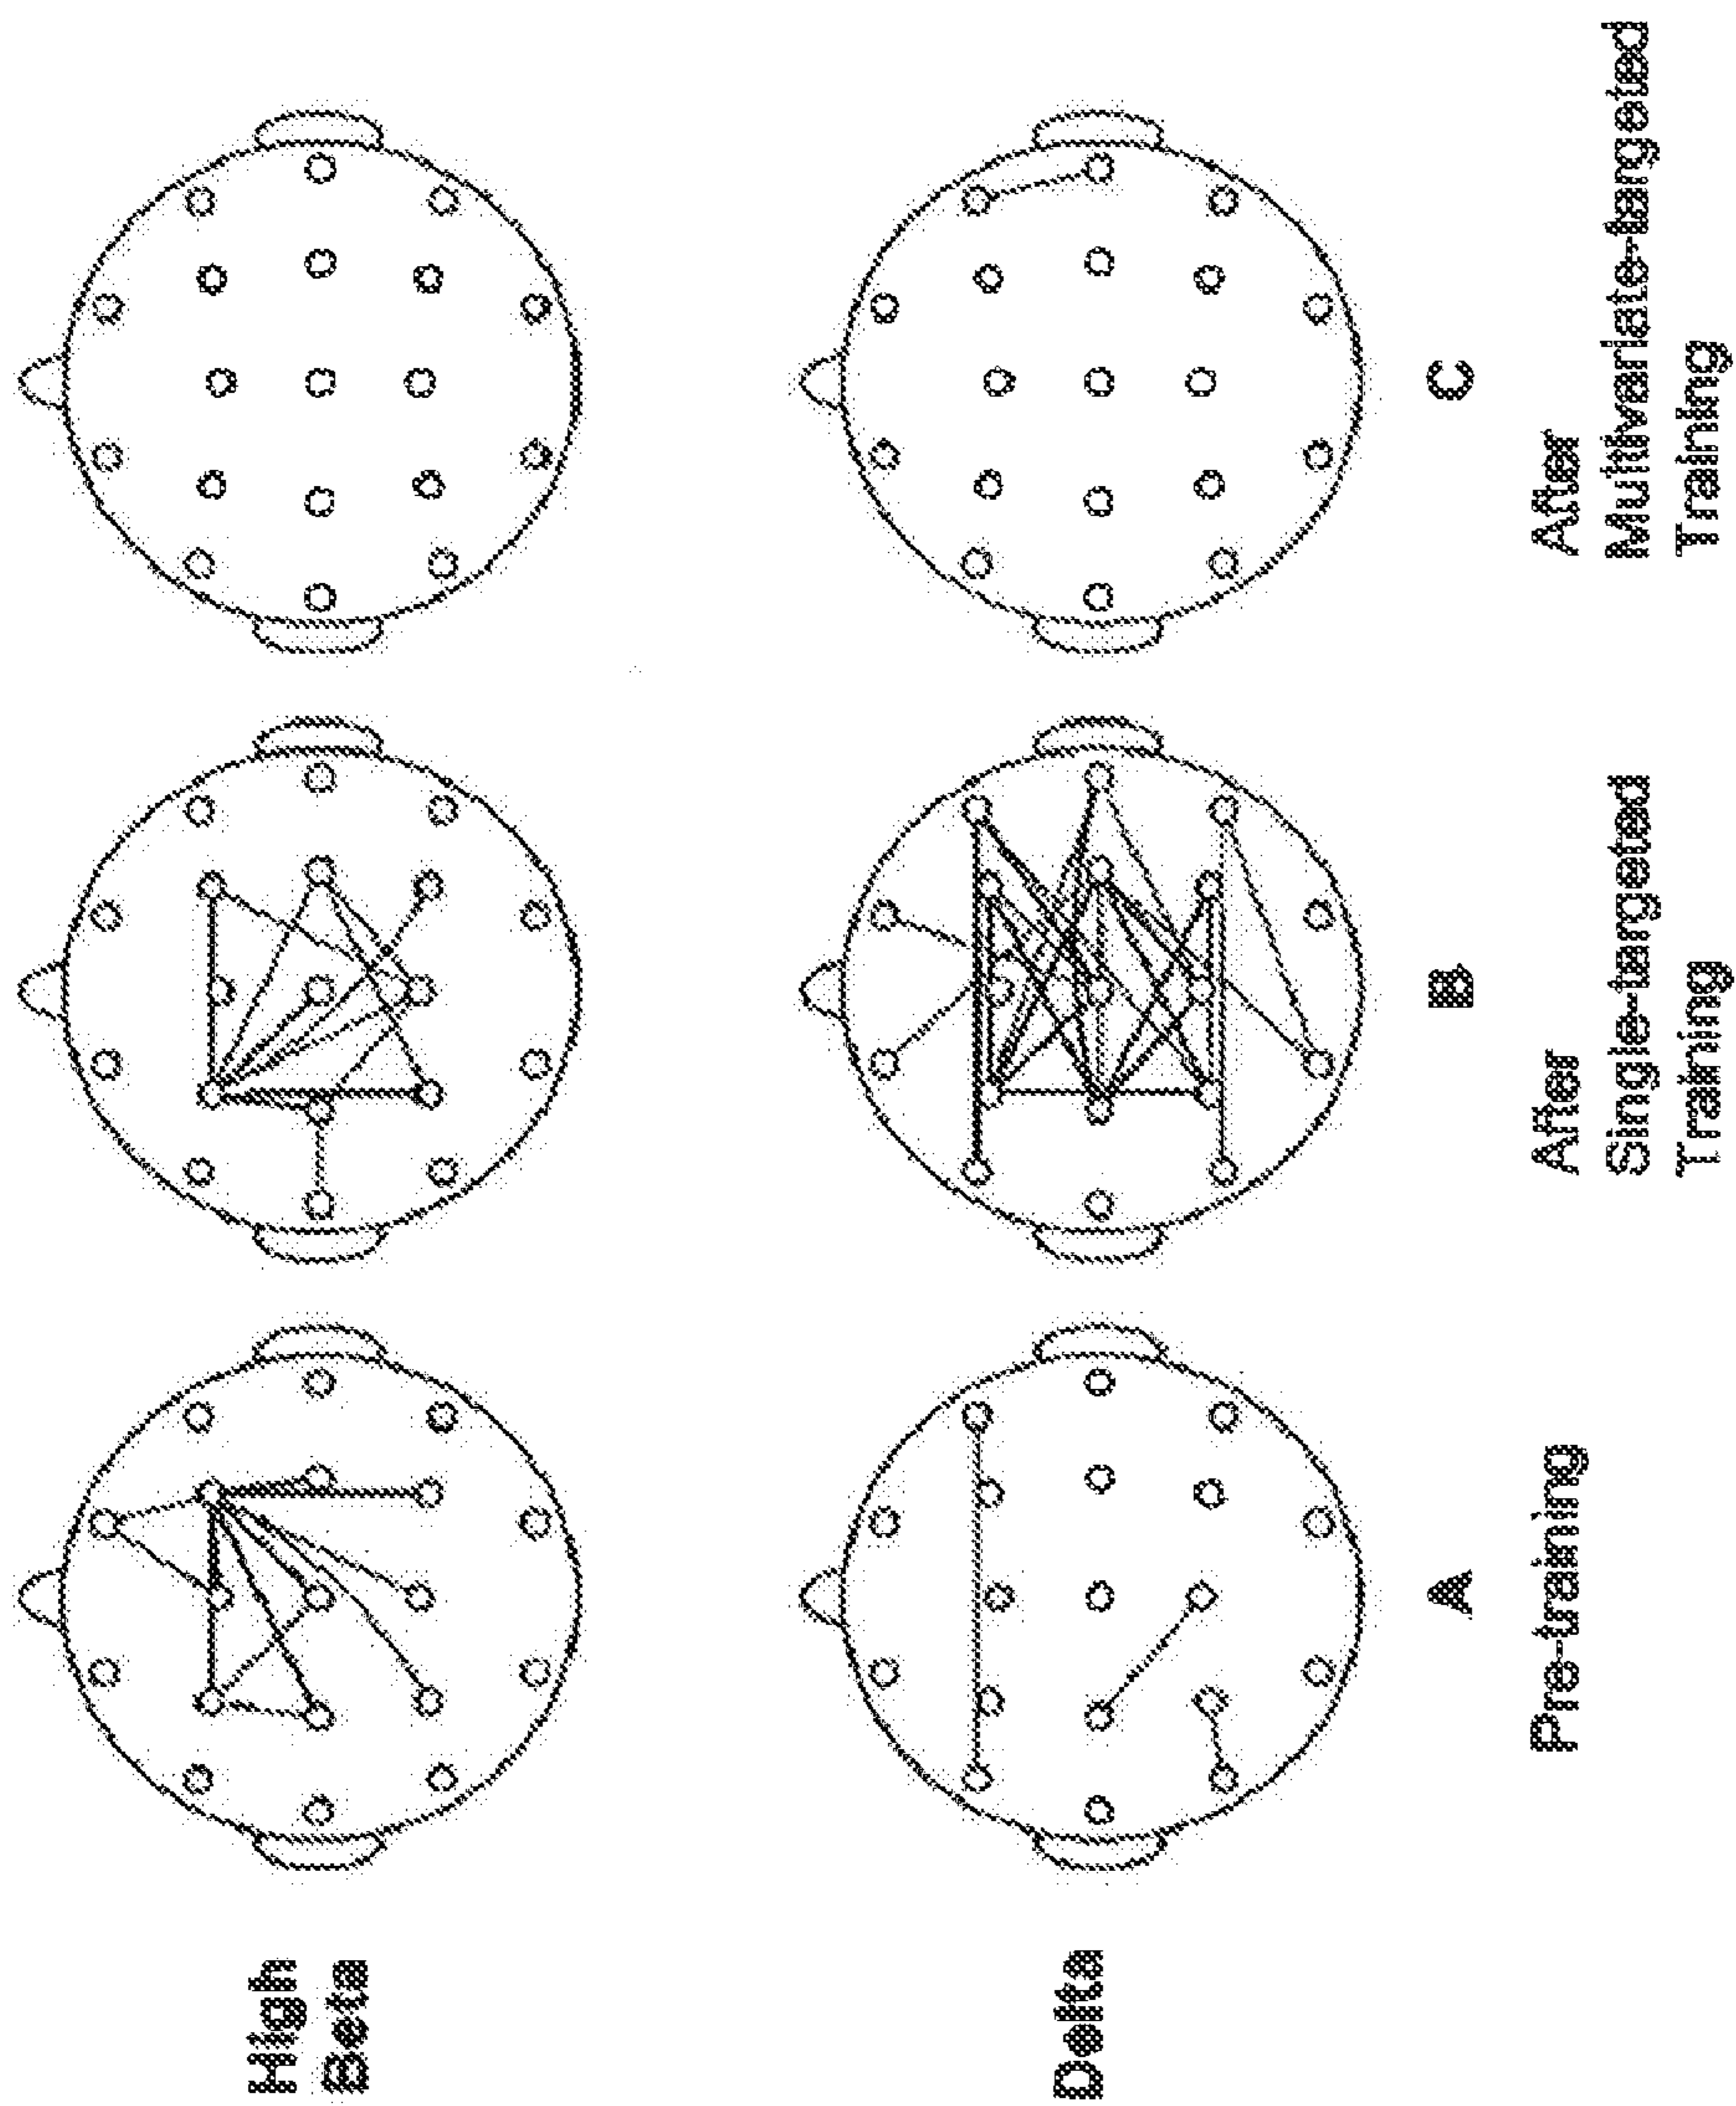 High
Beta
Delta
A
Pre-training
B
After
Single-targeted
Training
C
After
Multivariate-targeted
Training